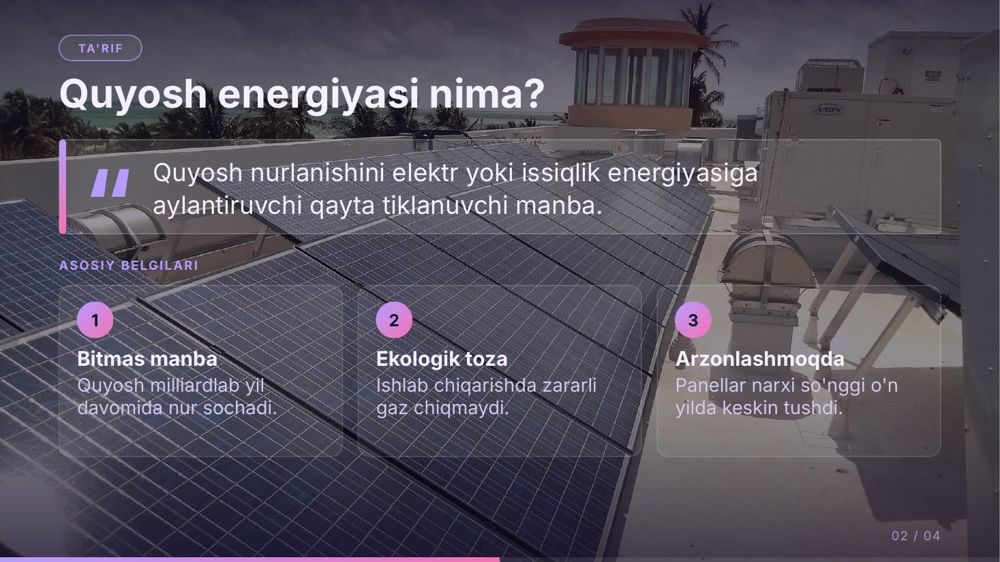 TA'RIF
Quyosh energiyasi nima?
"
Quyosh nurlanishini elektr yoki issiqlik energiyasiga
aylantiruvchi qayta tiklanuvchi manba.
ASOSIY BELGILARI
1
Bitmas manba
Quyosh milliardlab yil
davomida nur sochadi.
2
Ekologik toza
Ishlab chiqarishda zararli
gaz chiqmaydi.
3
Arzonlashmoqda
Panellar narxi so'nggi o'n
yilda keskin tushdi.
AAON
02 / 04